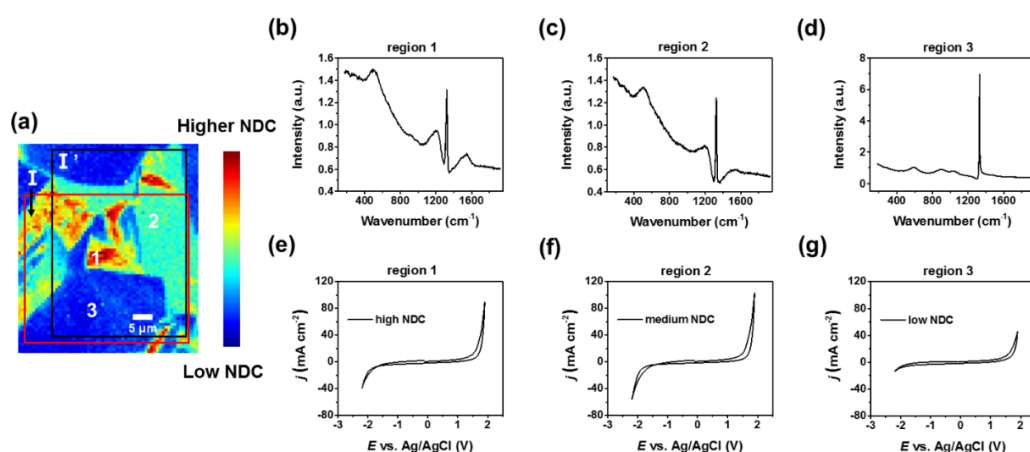 (a)
Higher NDC
I
I'
1
2
3
5 μm
Low NDC
(b)
region 1
Intensity (a.u.)
1.6
1.4
1.2
1.0
0.8
0.6
0.4
400 800 1200 1600
Wavenumber (cm-1)
(c)
region 2
Intensity (a.u.)
1.6
1.4
1.2
1.0
0.8
0.6
0.4
400 800 1200 1600
Wavenumber (cm-1)
(d)
region 3
Intensity (a.u.)
8
6
4
2
0
400 800 1200 1600
Wavenumber (cm-1)
(e)
region 1
j (mA cm-2)
120
80
40
0
-40
-80
high NDC
-2 -1 0 1 2
E vs. Ag/AgCl (V)
(f)
region 2
j (mA cm-2)
120
80
40
0
-40
-80
medium NDC
-2 -1 0 1 2
E vs. Ag/AgCl (V)
(g)
region 3
j (mA cm-2)
120
80
40
0
-40
-80
low NDC
-2 -1 0 1 2
E vs. Ag/AgCl (V)